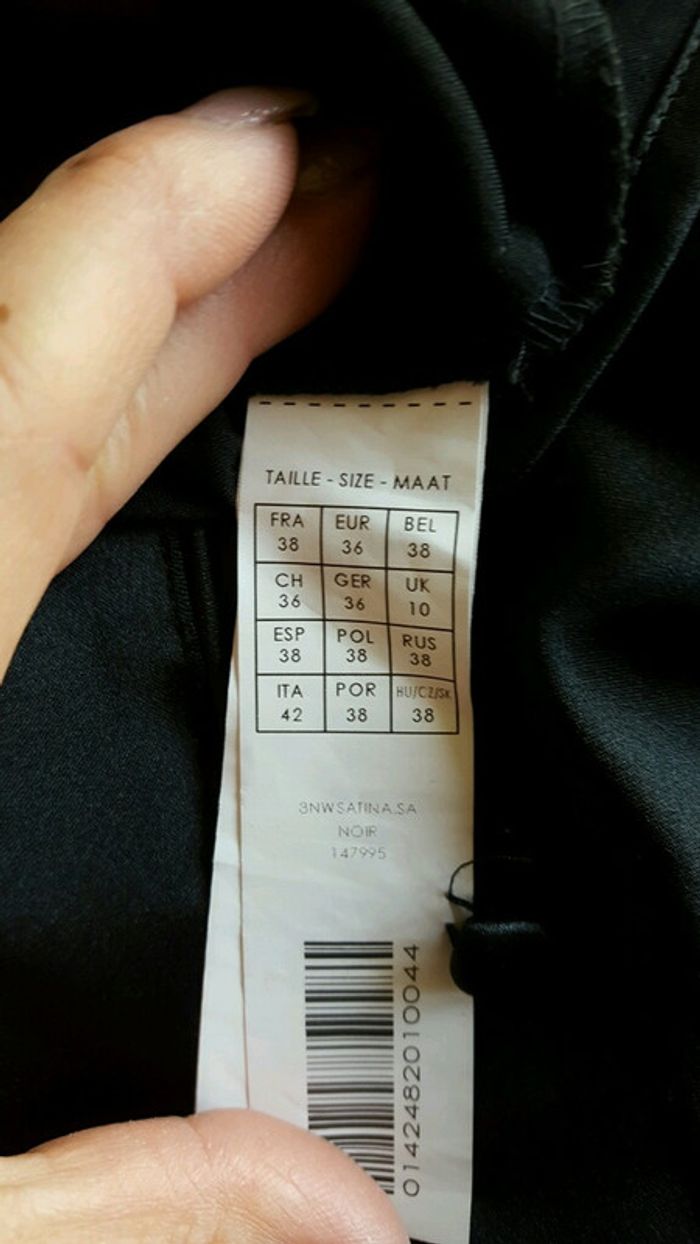 TAILLE - SIZE - MAAT
FRA EUR BEL
38 36 38
CH GER UK
36 36 10
ESP POL RUS
38 38 38
ITA POR HU/CZ/SK
42 38 38
3NWSATINA.SA
NOIR
147995
0142482010044